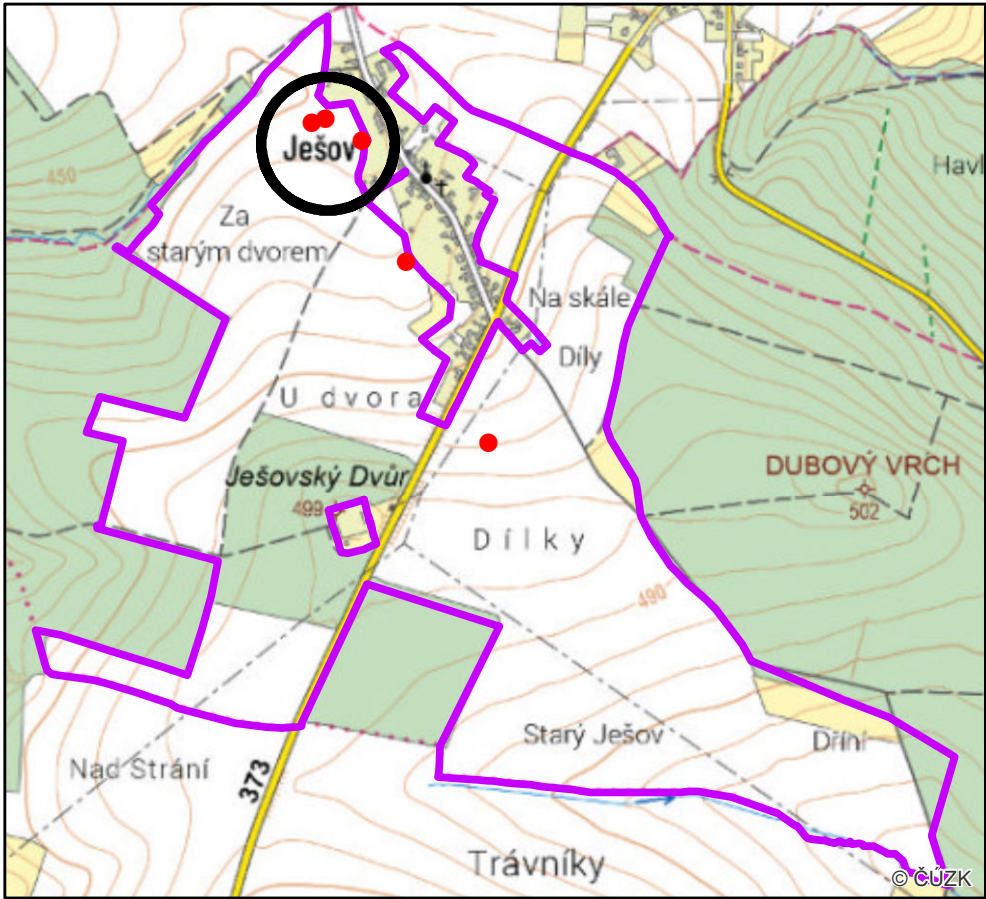 Havl
Ješov
450
Za
starým dvorem
Na skále
Díly
U dvora
Ješovský Dvůr
499
DUBOVÝ VRCH
502
Dílky
490
Starý Ješov
Dříní
Nad Strání
373
Trávníky
© ČÚZK